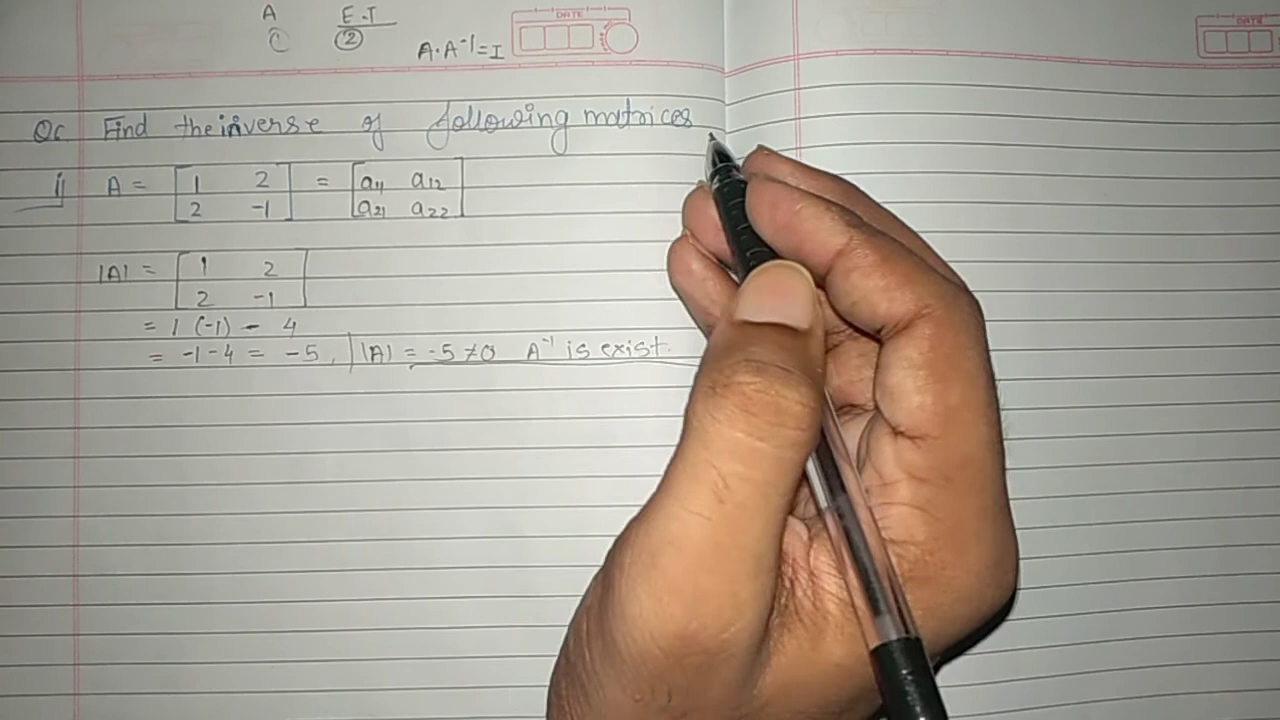 A E.T
C ② A·A⁻¹=I DATE
DATE
Qc Find the inverse of following matrices
i) A = [1 2 = [a₁₁ a₁₂
2 -1] a₂₁ a₂₂]
|A| = [1 2
2 -1]
= 1 (-1) - 4
= -1-4 = -5, |A| = -5 ≠0 A⁻¹ is exist.